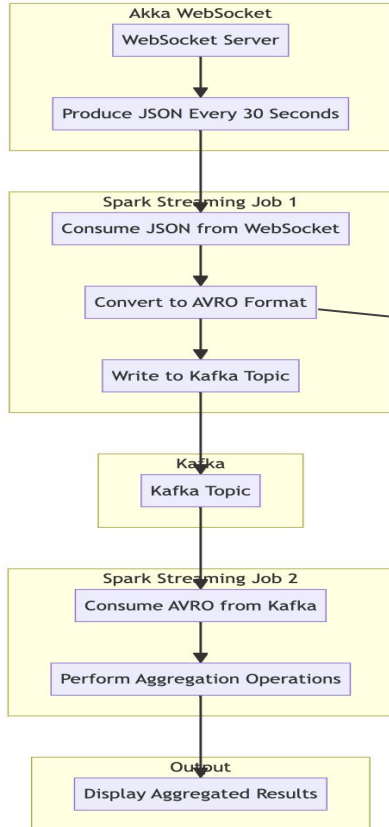 Akka WebSocket
WebSocket Server
Produce JSON Every 30 Seconds
Spark Streaming Job 1
Consume JSON from WebSocket
Convert to AVRO Format
Write to Kafka Topic
Kafka
Kafka Topic
Spark Streaming Job 2
Consume AVRO from Kafka
Perform Aggregation Operations
Output
Display Aggregated Results